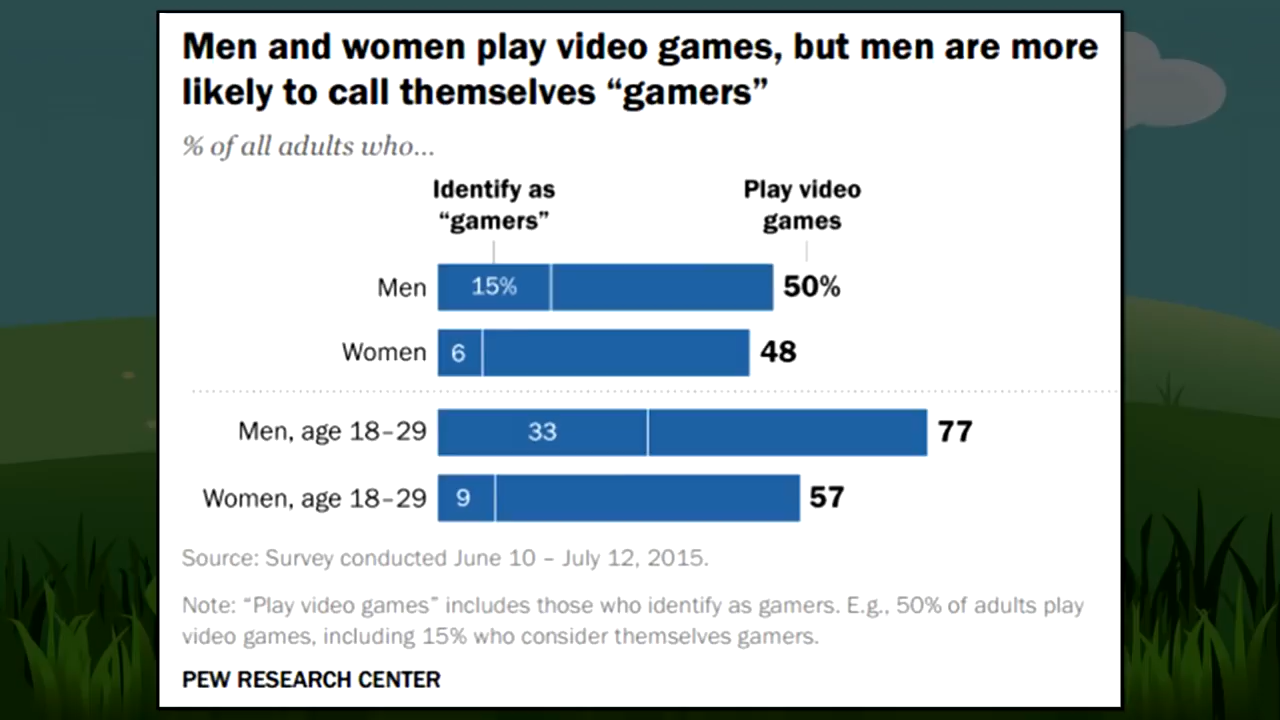 Men and women play video games, but men are more
likely to call themselves “gamers”
% of all adults who...
Identify as
“gamers”
Play video
games
Men 15% 50%
Women 6 48
Men, age 18–29 33 77
Women, age 18–29 9 57
Source: Survey conducted June 10 – July 12, 2015.
Note: “Play video games” includes those who identify as gamers. E.g., 50% of adults play
video games, including 15% who consider themselves gamers.
PEW RESEARCH CENTER